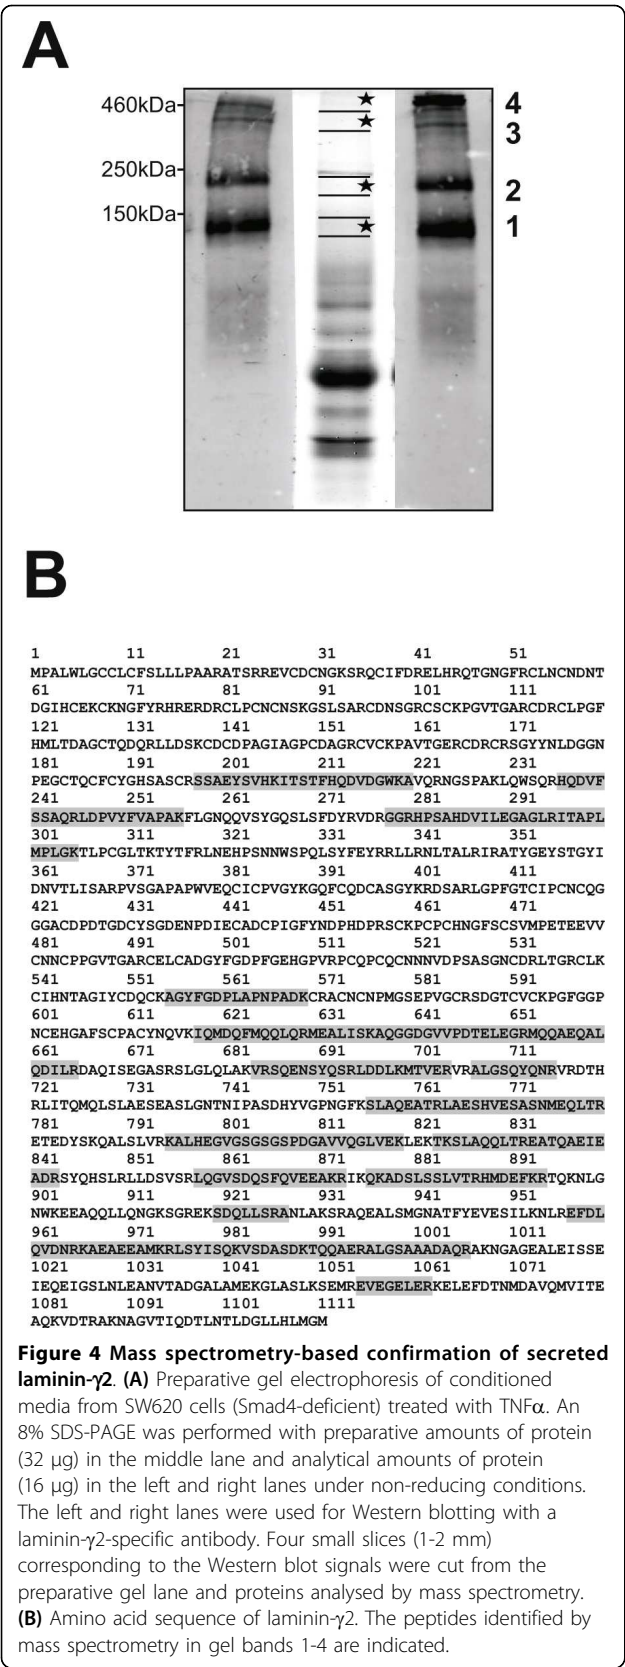 A
460kDa-
250kDa-
150kDa-
★
★
★
★
4
3
2
1
B
1 11 21 31 41 51
MPALWLGCCLCFSLLLPAARATSRREVCDCNGKSRQCIFDRELHRQTGNGFRCLNCNDNT
61 71 81 91 101 111
DGIHCEKCKNGFYRHRERDRCLPCNCNSKGSLSARCDNSGRCSCKPGVTGARCDRCLPGF
121 131 141 151 161 171
HMLTDAGCTQDQRLLDSKCDCDPAGIAGPCDAGRCVCKPAVTGERCDRCRSGYYNLDGGN
181 191 201 211 221 231
PEGCTQCFCYGHSASCRSSAEYSVHKITSTFHQDVDGWKAVQRNGSPAKLQWSQRHQDVF
241 251 261 271 281 291
SSAQRLDPVYFVAPAKFLGNQQVSYGQSLSFDYRVDRGGRHPSAHDVILEGAGLRITAPL
301 311 321 331 341 351
MPLGKTLPCGLTKTYTFRLNEHPSNNWSPQLSYFEYRRLLRNLTALRIRATYGEYSTGYI
361 371 381 391 401 411
DNVTLISARPVSGAPAPWVEQCICPVGYKGQFCQDCASGYKRDSARLGPFGTCIPCNCQG
421 431 441 451 461 471
GGACDPDTGDCYSGDENPDIECADCPIGFYNDPHDPRSCKPCPCHNGFSCSVMPETEEVV
481 491 501 511 521 531
CNNCPPGVTGARCELCADGYFGDPFGEHGPVRPCQPCQCNNNVDPSASGNCDRLTGRCLK
541 551 561 571 581 591
CIHNTAGIYCDQCKAGYFGDPLAPNPADKCRACNCNPMGSEPVGCRSDGTCVCKPGFGGP
601 611 621 631 641 651
NCEHGAFSCPACYNQVKIQMDQFMQQLQRMEALISKAQGGDGVVPDTELEGRMQQAEQAL
661 671 681 691 701 711
QDILRDAQISEGASRSLGLQLAKVRSQENSYQSRLDDLKMTVERVRALGSQYQNRVRDTH
721 731 741 751 761 771
RLITQMQLSLAESEASLGNTNIPASDHYVGPNGFKSLAQEATRLAESHVESASNMEQLTR
781 791 801 811 821 831
ETEDYSKQALSLVRKALHEGVGSGSGSPDGAVVQGLVEKLEKTKSLAQQLTREATQAEIE
841 851 861 871 881 891
ADRSYQHSLRLLDSVSRLQGVSDQSFQVEEAKRIKQKADSLSSLVTRHMDEFKRTQKNLG
901 911 921 931 941 951
NWKEEAQQLLQNGKSGREKSDQLLSRANLAKSRAQEALSMGNATFYEVESILKNLREFDL
961 971 981 991 1001 1011
QVDNRKAEAEEAMKRLSYISQKVSDASDKTQQAERALGSAAADAQRAKNGAGEALEISSE
1021 1031 1041 1051 1061 1071
IEQEIGSLNLEANVTADGALAMEKGLASLKSEMREVEGELERKELEFDTNMDAVQMVITE
1081 1091 1101 1111
AQKVDTRAKNAGVTIQDTLNTLDGLLHLMGM
Figure 4 Mass spectrometry-based confirmation of secreted
laminin-γ2. (A) Preparative gel electrophoresis of conditioned
media from SW620 cells (Smad4-deficient) treated with TNFα. An
8% SDS-PAGE was performed with preparative amounts of protein
(32 μg) in the middle lane and analytical amounts of protein
(16 μg) in the left and right lanes under non-reducing conditions.
The left and right lanes were used for Western blotting with a
laminin-γ2-specific antibody. Four small slices (1-2 mm)
corresponding to the Western blot signals were cut from the
preparative gel lane and proteins analysed by mass spectrometry.
(B) Amino acid sequence of laminin-γ2. The peptides identified by
mass spectrometry in gel bands 1-4 are indicated.